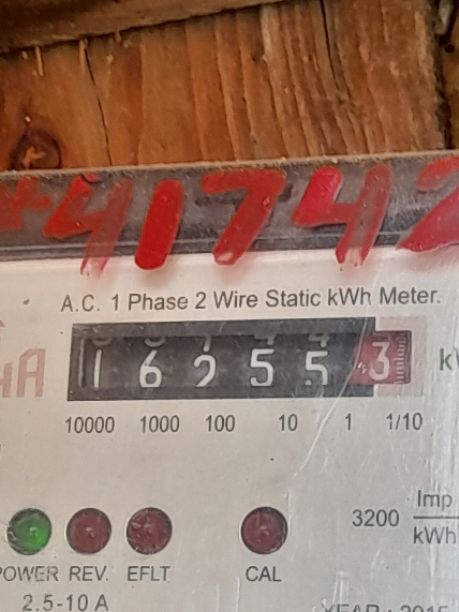 41742
A.C. 1 Phase 2 Wire Static kWh Meter.
16255 3
10000 1000 100 10 1 1/10
3200 Imp
kWh
POWER REV. EFLT CAL
2.5-10 A